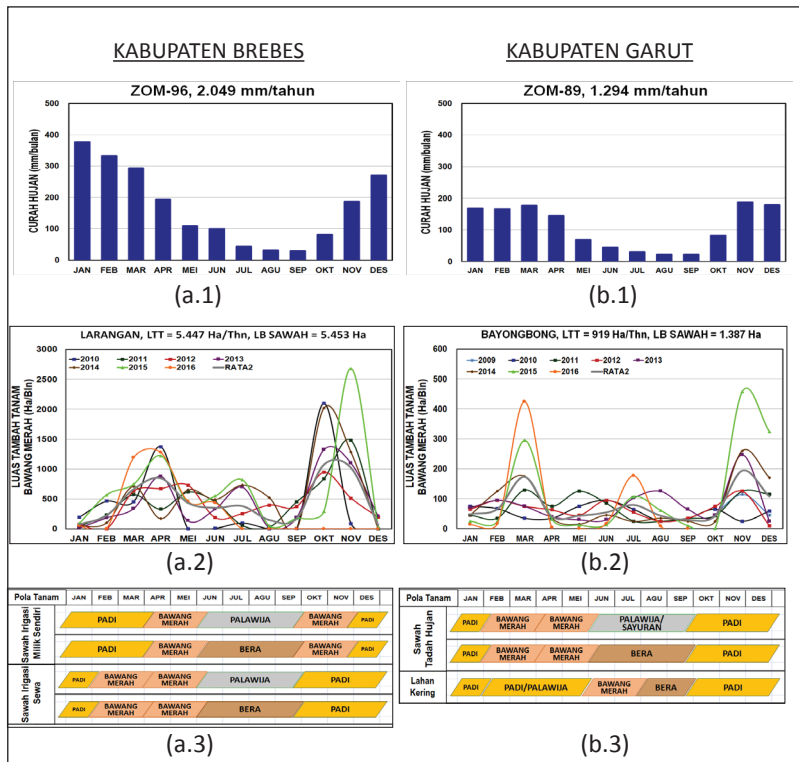 KABUPATEN BREBES
KABUPATEN GARUT
ZOM-96, 2.049 mm/tahun
CURAH HUJAN (mm/bulan)
500
400
300
200
100
0
JAN FEB MAR APR MEI JUN JUL AGU SEP OKT NOV DES
(a.1)
ZOM-89, 1.294 mm/tahun
CURAH HUJAN (mm/bulan)
500
400
300
200
100
0
JAN FEB MAR APR MEI JUN JUL AGU SEP OKT NOV DES
(b.1)
LARANGAN, LTT = 5.447 Ha/Thn, LB SAWAH = 5.453 Ha
LUAS TAMBAH TANAM
BAWANG MERAH (Ha/Bln)
3000
2500
2000
1500
1000
500
0
2010 2011 2012 2013
2014 2015 2016 RATA2
JAN FEB MAR APR MEI JUN JUL AGU SEP OKT NOV DES
(a.2)
BAYONGBONG, LTT = 919 Ha/Thn, LB SAWAH = 1.387 Ha
LUAS TAMBAH TANAM
BAWANG MERAH (Ha/Bln)
600
500
400
300
200
100
0
2009 2010 2011 2012 2013
2014 2015 2016 RATA2
JAN FEB MAR APR MEI JUN JUL AGU SEP OKT NOV DES
(b.2)
Pola Tanam JAN FEB MAR APR MEI JUN JUL AGU SEP OKT NOV DES
Sawah Irigasi
Milik Sendiri
PADI BAWANG MERAH PALAWIJA BAWANG MERAH PADI
PADI BAWANG MERAH BERA BAWANG MERAH PADI
Sawah Irigasi
Sewa
PADI BAWANG MERAH BAWANG MERAH PALAWIJA PADI
PADI BAWANG MERAH BAWANG MERAH BERA PADI
(a.3)
Pola Tanam JAN FEB MAR APR MEI JUN JUL AGU SEP OKT NOV DES
Sawah
Tadah Hujan
PADI BAWANG MERAH BAWANG MERAH PALAWIJA/ SAYURAN PADI
PADI BAWANG MERAH BAWANG MERAH BERA PADI
Lahan
Kering
PADI PADI/PALAWIJA BAWANG MERAH BERA PADI
(b.3)